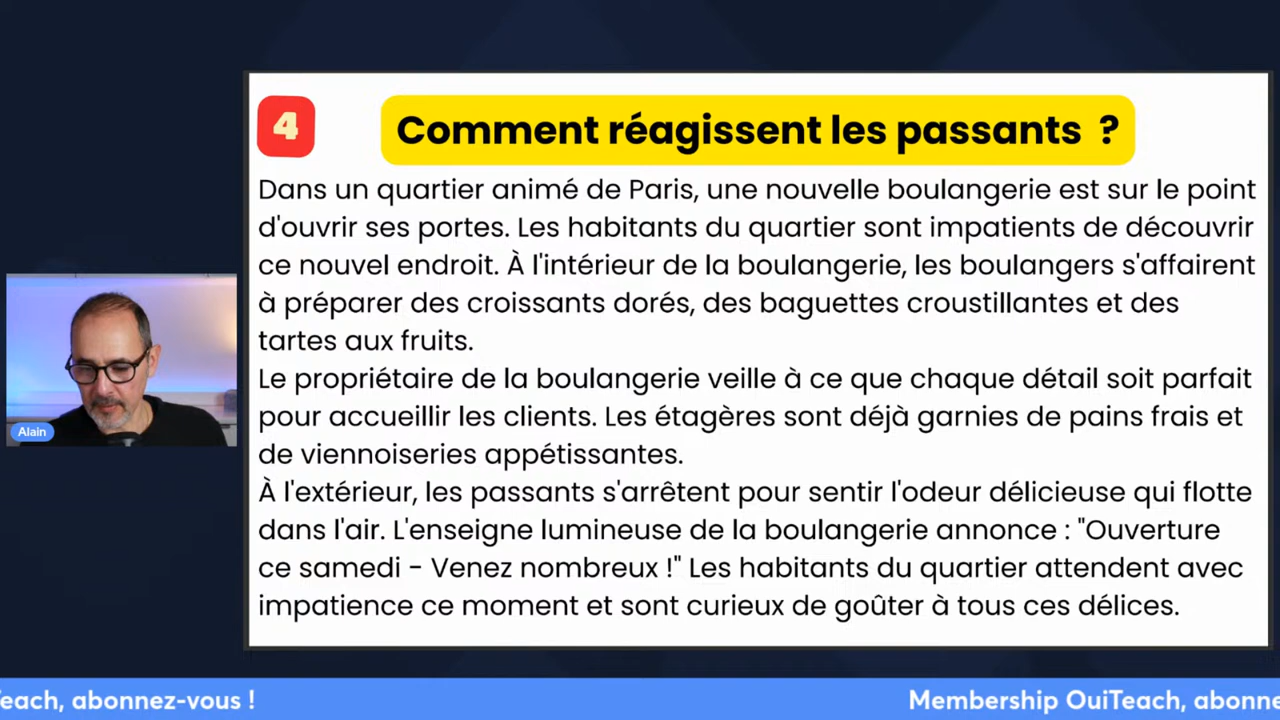 4
Comment réagissent les passants ?
Dans un quartier animé de Paris, une nouvelle boulangerie est sur le point
d'ouvrir ses portes. Les habitants du quartier sont impatients de découvrir
ce nouvel endroit. À l'intérieur de la boulangerie, les boulangers s'affairent
à préparer des croissants dorés, des baguettes croustillantes et des
tartes aux fruits.
Le propriétaire de la boulangerie veille à ce que chaque détail soit parfait
pour accueillir les clients. Les étagères sont déjà garnies de pains frais et
de viennoiseries appétissantes.
À l'extérieur, les passants s'arrêtent pour sentir l'odeur délicieuse qui flotte
dans l'air. L'enseigne lumineuse de la boulangerie annonce : "Ouverture
ce samedi - Venez nombreux !" Les habitants du quartier attendent avec
impatience ce moment et sont curieux de goûter à tous ces délices.
Alain
Teach, abonnez-vous ! Membership OuiTeach, abonne